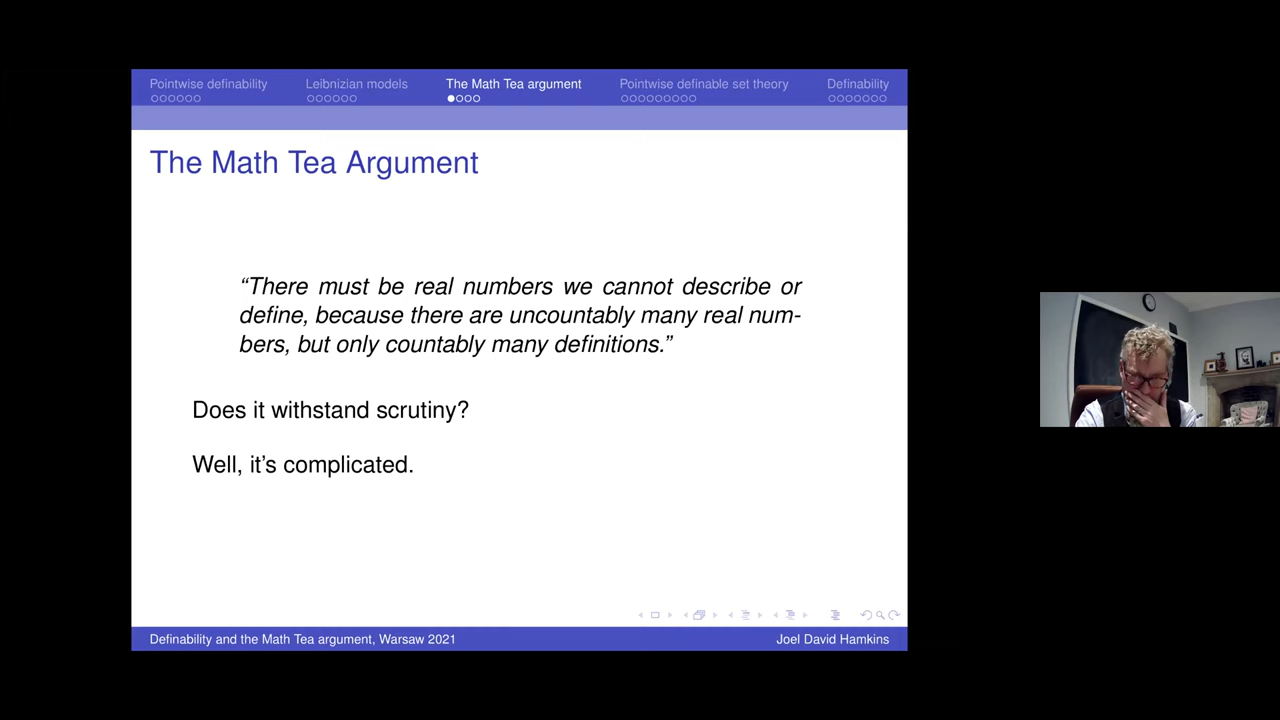 Pointwise definability Leibnizian models The Math Tea argument Pointwise definable set theory Definability
The Math Tea Argument
“There must be real numbers we cannot describe or
define, because there are uncountably many real num-
bers, but only countably many definitions.”
Does it withstand scrutiny?
Well, it’s complicated.
Definability and the Math Tea argument, Warsaw 2021 Joel David Hamkins